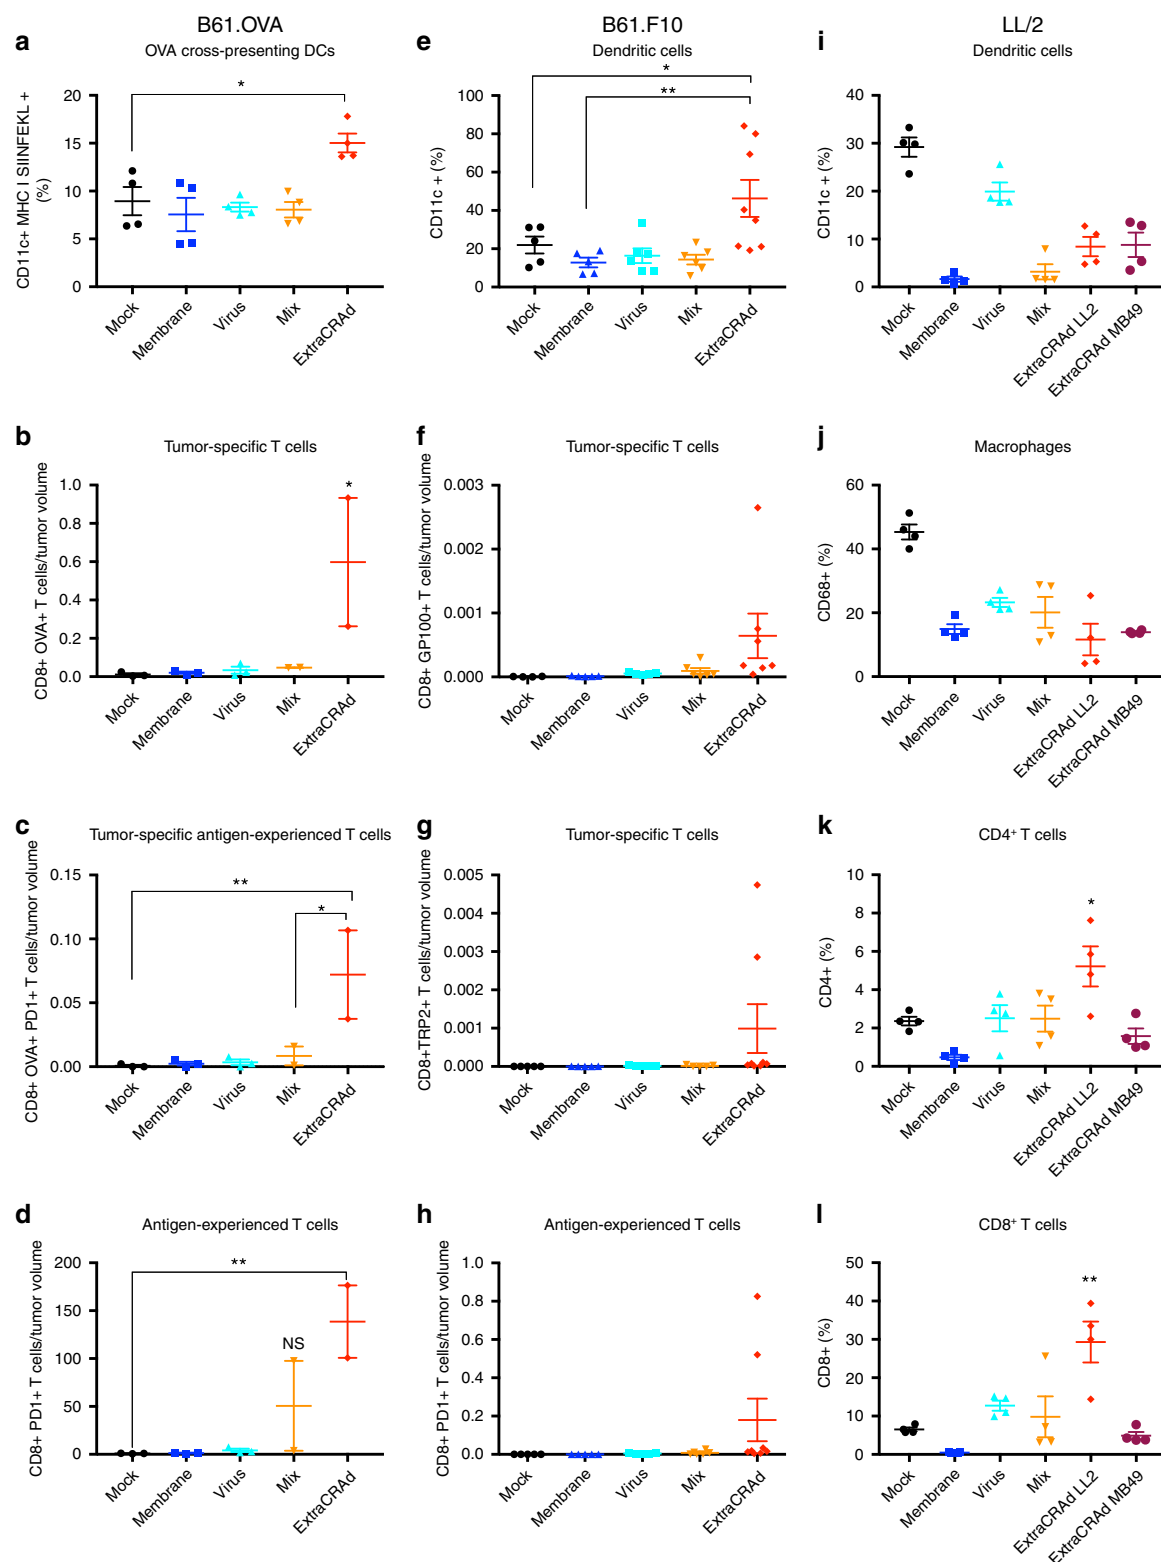 B61.OVA
a
OVA cross-presenting DCs
CD11c+ MHC I SIINFEKL +
(%)
20
15
10
5
0
*
Mock
Membrane
Virus
Mix
ExtraCRAd
B61.F10
e
Dendritic cells
CD11c + (%)
100
80
60
40
20
0
*
**
Mock
Membrane
Virus
Mix
ExtraCRAd
LL/2
i
Dendritic cells
CD11c + (%)
40
30
20
10
0
Mock
Membrane
Virus
Mix
ExtraCRAd LL2
ExtraCRAd MB49
b
Tumor-specific T cells
CD8+ OVA+ T cells/tumor volume
1.0
0.8
0.6
0.4
0.2
0.0
*
Mock
Membrane
Virus
Mix
ExtraCRAd
f
Tumor-specific T cells
CD8+ GP100+ T cells/tumor volume
0.003
0.002
0.001
0.000
Mock
Membrane
Virus
Mix
ExtraCRAd
j
Macrophages
CD68+ (%)
60
40
20
0
Mock
Membrane
Virus
Mix
ExtraCRAd LL2
ExtraCRAd MB49
c
Tumor-specific antigen-experienced T cells
CD8+ OVA+ PD1+ T cells/tumor volume
0.15
0.10
0.05
0.00
**
*
Mock
Membrane
Virus
Mix
ExtraCRAd
g
Tumor-specific T cells
CD8+TRP2+ T cells/tumor volume
0.005
0.004
0.003
0.002
0.001
0.000
Mock
Membrane
Virus
Mix
ExtraCRAd
k
CD4⁺ T cells
CD4+ (%)
10
8
6
4
2
0
*
Mock
Membrane
Virus
Mix
ExtraCRAd LL2
ExtraCRAd MB49
d
Antigen-experienced T cells
CD8+ PD1+ T cells/tumor volume
200
150
100
50
0
**
NS
Mock
Membrane
Virus
Mix
ExtraCRAd
h
Antigen-experienced T cells
CD8+ PD1+ T cells/tumor volume
1.0
0.8
0.6
0.4
0.2
0.0
Mock
Membrane
Virus
Mix
ExtraCRAd
l
CD8⁺ T cells
CD8+ (%)
50
40
30
20
10
0
**
Mock
Membrane
Virus
Mix
ExtraCRAd LL2
ExtraCRAd MB49